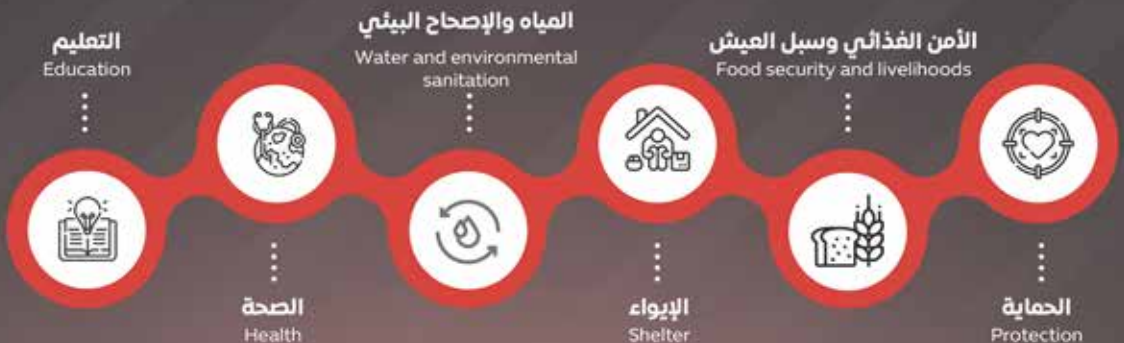 التعليم
Education
الصحة
Health
المياه والإصحاح البيئي
Water and environmental
sanitation
الإيواء
Shelter
الأمن الغذائي وسبل العيش
Food security and livelihoods
الحماية
Protection